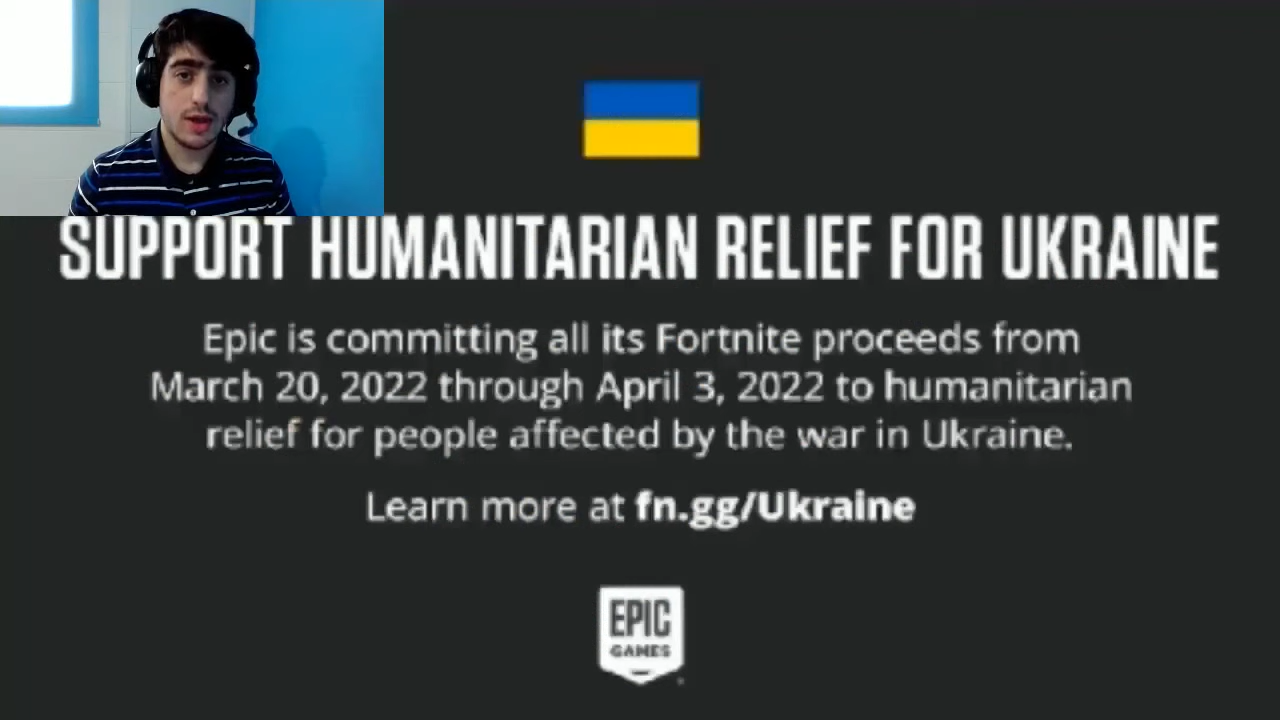 SUPPORT HUMANITARIAN RELIEF FOR UKRAINE
Epic is committing all its Fortnite proceeds from
March 20, 2022 through April 3, 2022 to humanitarian
relief for people affected by the war in Ukraine.
Learn more at fn.gg/Ukraine
EPIC
GAMES